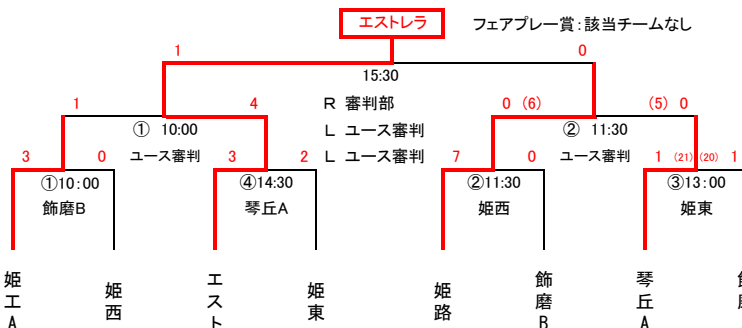 エストレラ
フェアプレー賞：該当チームなし
1
0
15:30
1
4
R 審判部
0 (6)
(5) 0
① 10:00
L ユース審判
② 11:30
3
0
ユース審判
3
2
L ユース審判
7
0
ユース審判
1 (21)
(20) 1
①10：00
④14:30
②11:30
③13：00
飾磨B
琴丘A
姫西
姫東
姫工A
姫西
エスト
姫東
姫路
飾磨B
琴丘A